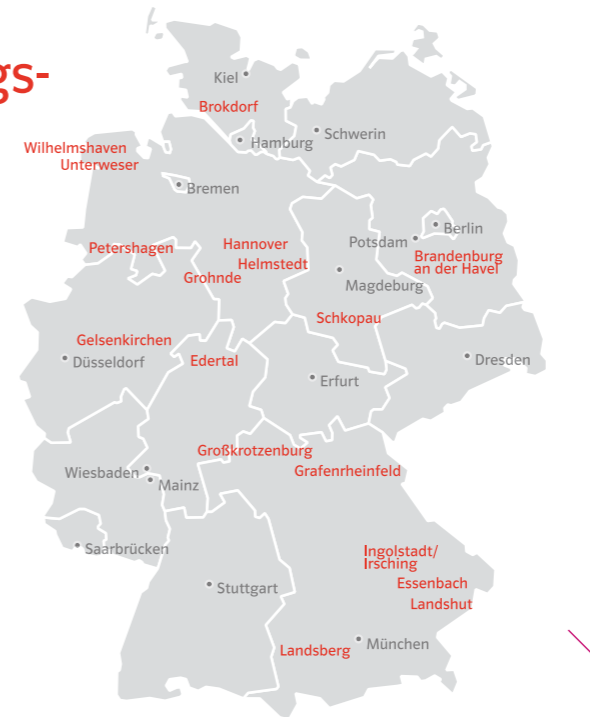 gs-
Kiel
Brokdorf
Schwerin
Hamburg
Wilhelmshaven
Unterweser
Bremen
Berlin
Potsdam
Hannover
Petershagen
Brandenburg
an der Havel
Helmstedt
Grohnde
Magdeburg
Schkopau
Gelsenkirchen
Düsseldorf
Edertal
Dresden
Erfurt
Großkrotzenburg
Grafenrheinfeld
Wiesbaden
Mainz
Saarbrücken
Ingolstadt/
Irsching
Essenbach
Stuttgart
Landshut
München
Landsberg